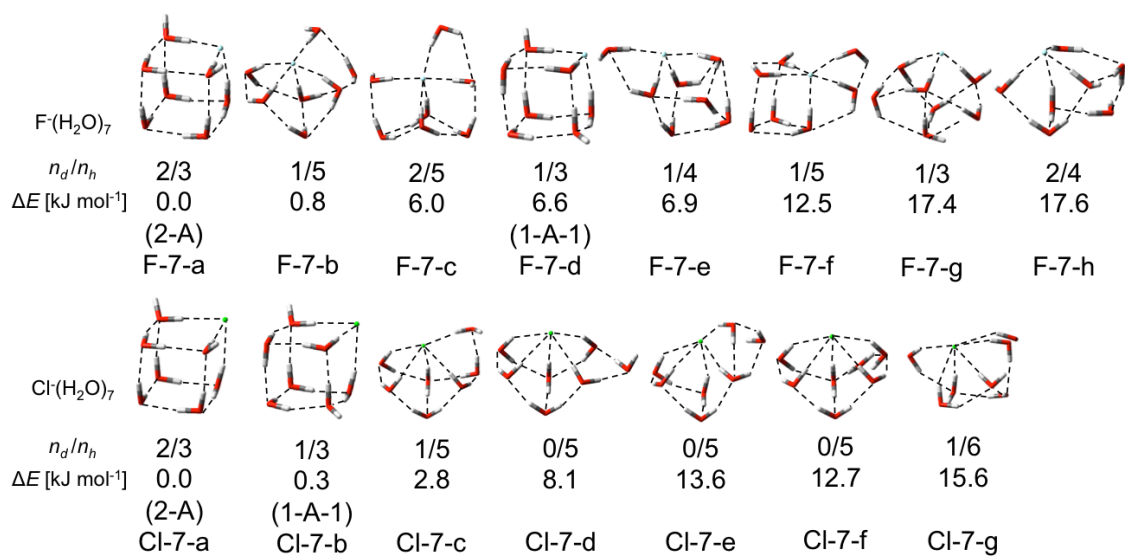 F⁻(H₂O)₇
n_d/n_h 2/3 1/5 2/5 1/3 1/4 1/5 1/3 2/4
ΔE [kJ mol⁻¹] 0.0 0.8 6.0 6.6 6.9 12.5 17.4 17.6
(2-A) (1-A-1)
F-7-a F-7-b F-7-c F-7-d F-7-e F-7-f F-7-g F-7-h
Cl⁻(H₂O)₇
n_d/n_h 2/3 1/3 1/5 0/5 0/5 0/5 1/6
ΔE [kJ mol⁻¹] 0.0 0.3 2.8 8.1 13.6 12.7 15.6
(2-A) (1-A-1)
Cl-7-a Cl-7-b Cl-7-c Cl-7-d Cl-7-e Cl-7-f Cl-7-g